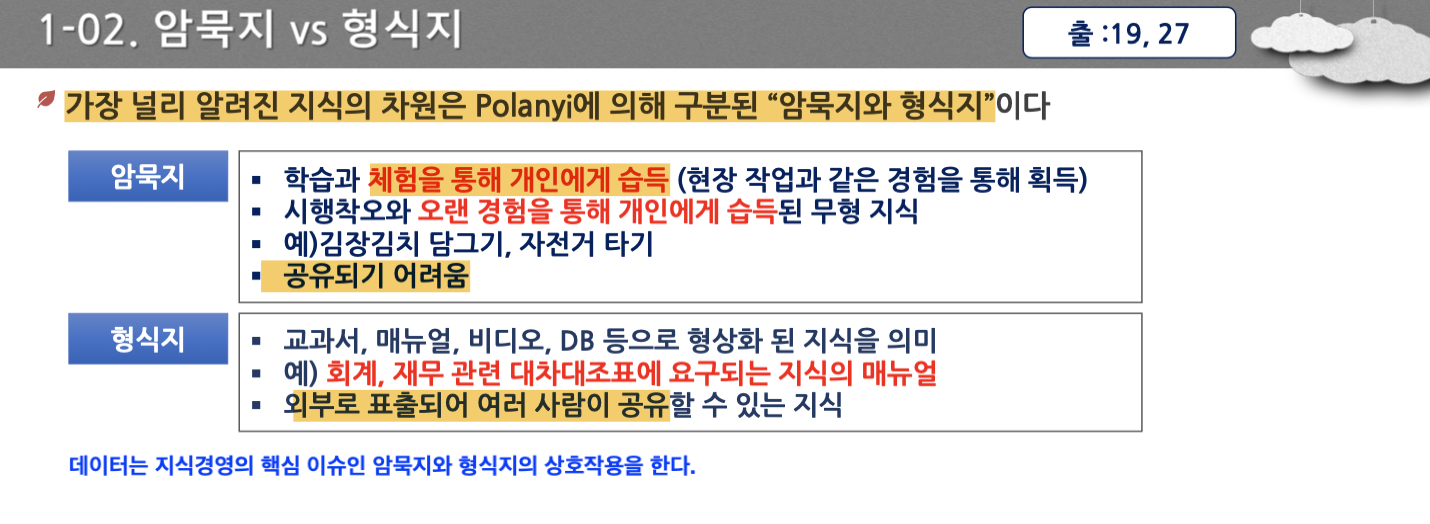 1-02. 암묵지 vs 형식지
출 :19, 27
가장 널리 알려진 지식의 차원은 Polanyi에 의해 구분된 “암묵지와 형식지”이다
암묵지
▪ 학습과 체험을 통해 개인에게 습득 (현장 작업과 같은 경험을 통해 획득)
▪ 시행착오와 오랜 경험을 통해 개인에게 습득된 무형 지식
▪ 예)김장김치 담그기, 자전거 타기
▪ 공유되기 어려움
형식지
▪ 교과서, 매뉴얼, 비디오, DB 등으로 형상화 된 지식을 의미
▪ 예) 회계, 재무 관련 대차대조표에 요구되는 지식의 매뉴얼
▪ 외부로 표출되어 여러 사람이 공유할 수 있는 지식
데이터는 지식경영의 핵심 이슈인 암묵지와 형식지의 상호작용을 한다.